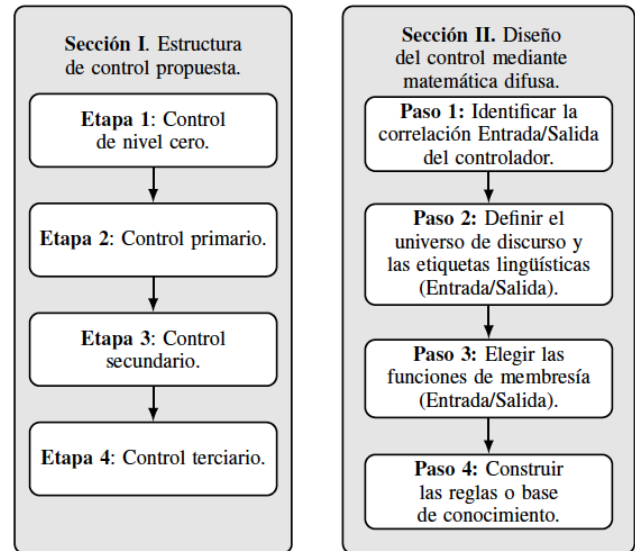 Sección I. Estructura
de control propuesta.
Etapa 1: Control
de nivel cero.
Etapa 2: Control primario.
Etapa 3: Control
secundario.
Etapa 4: Control terciario.
Sección II. Diseño
del control mediante
matemática difusa.
Paso 1: Identificar la
correlación Entrada/Salida
del controlador.
Paso 2: Definir el
universo de discurso y
las etiquetas lingüísticas
(Entrada/Salida).
Paso 3: Elegir las
funciones de membresía
(Entrada/Salida).
Paso 4: Construir
las reglas o base
de conocimiento.